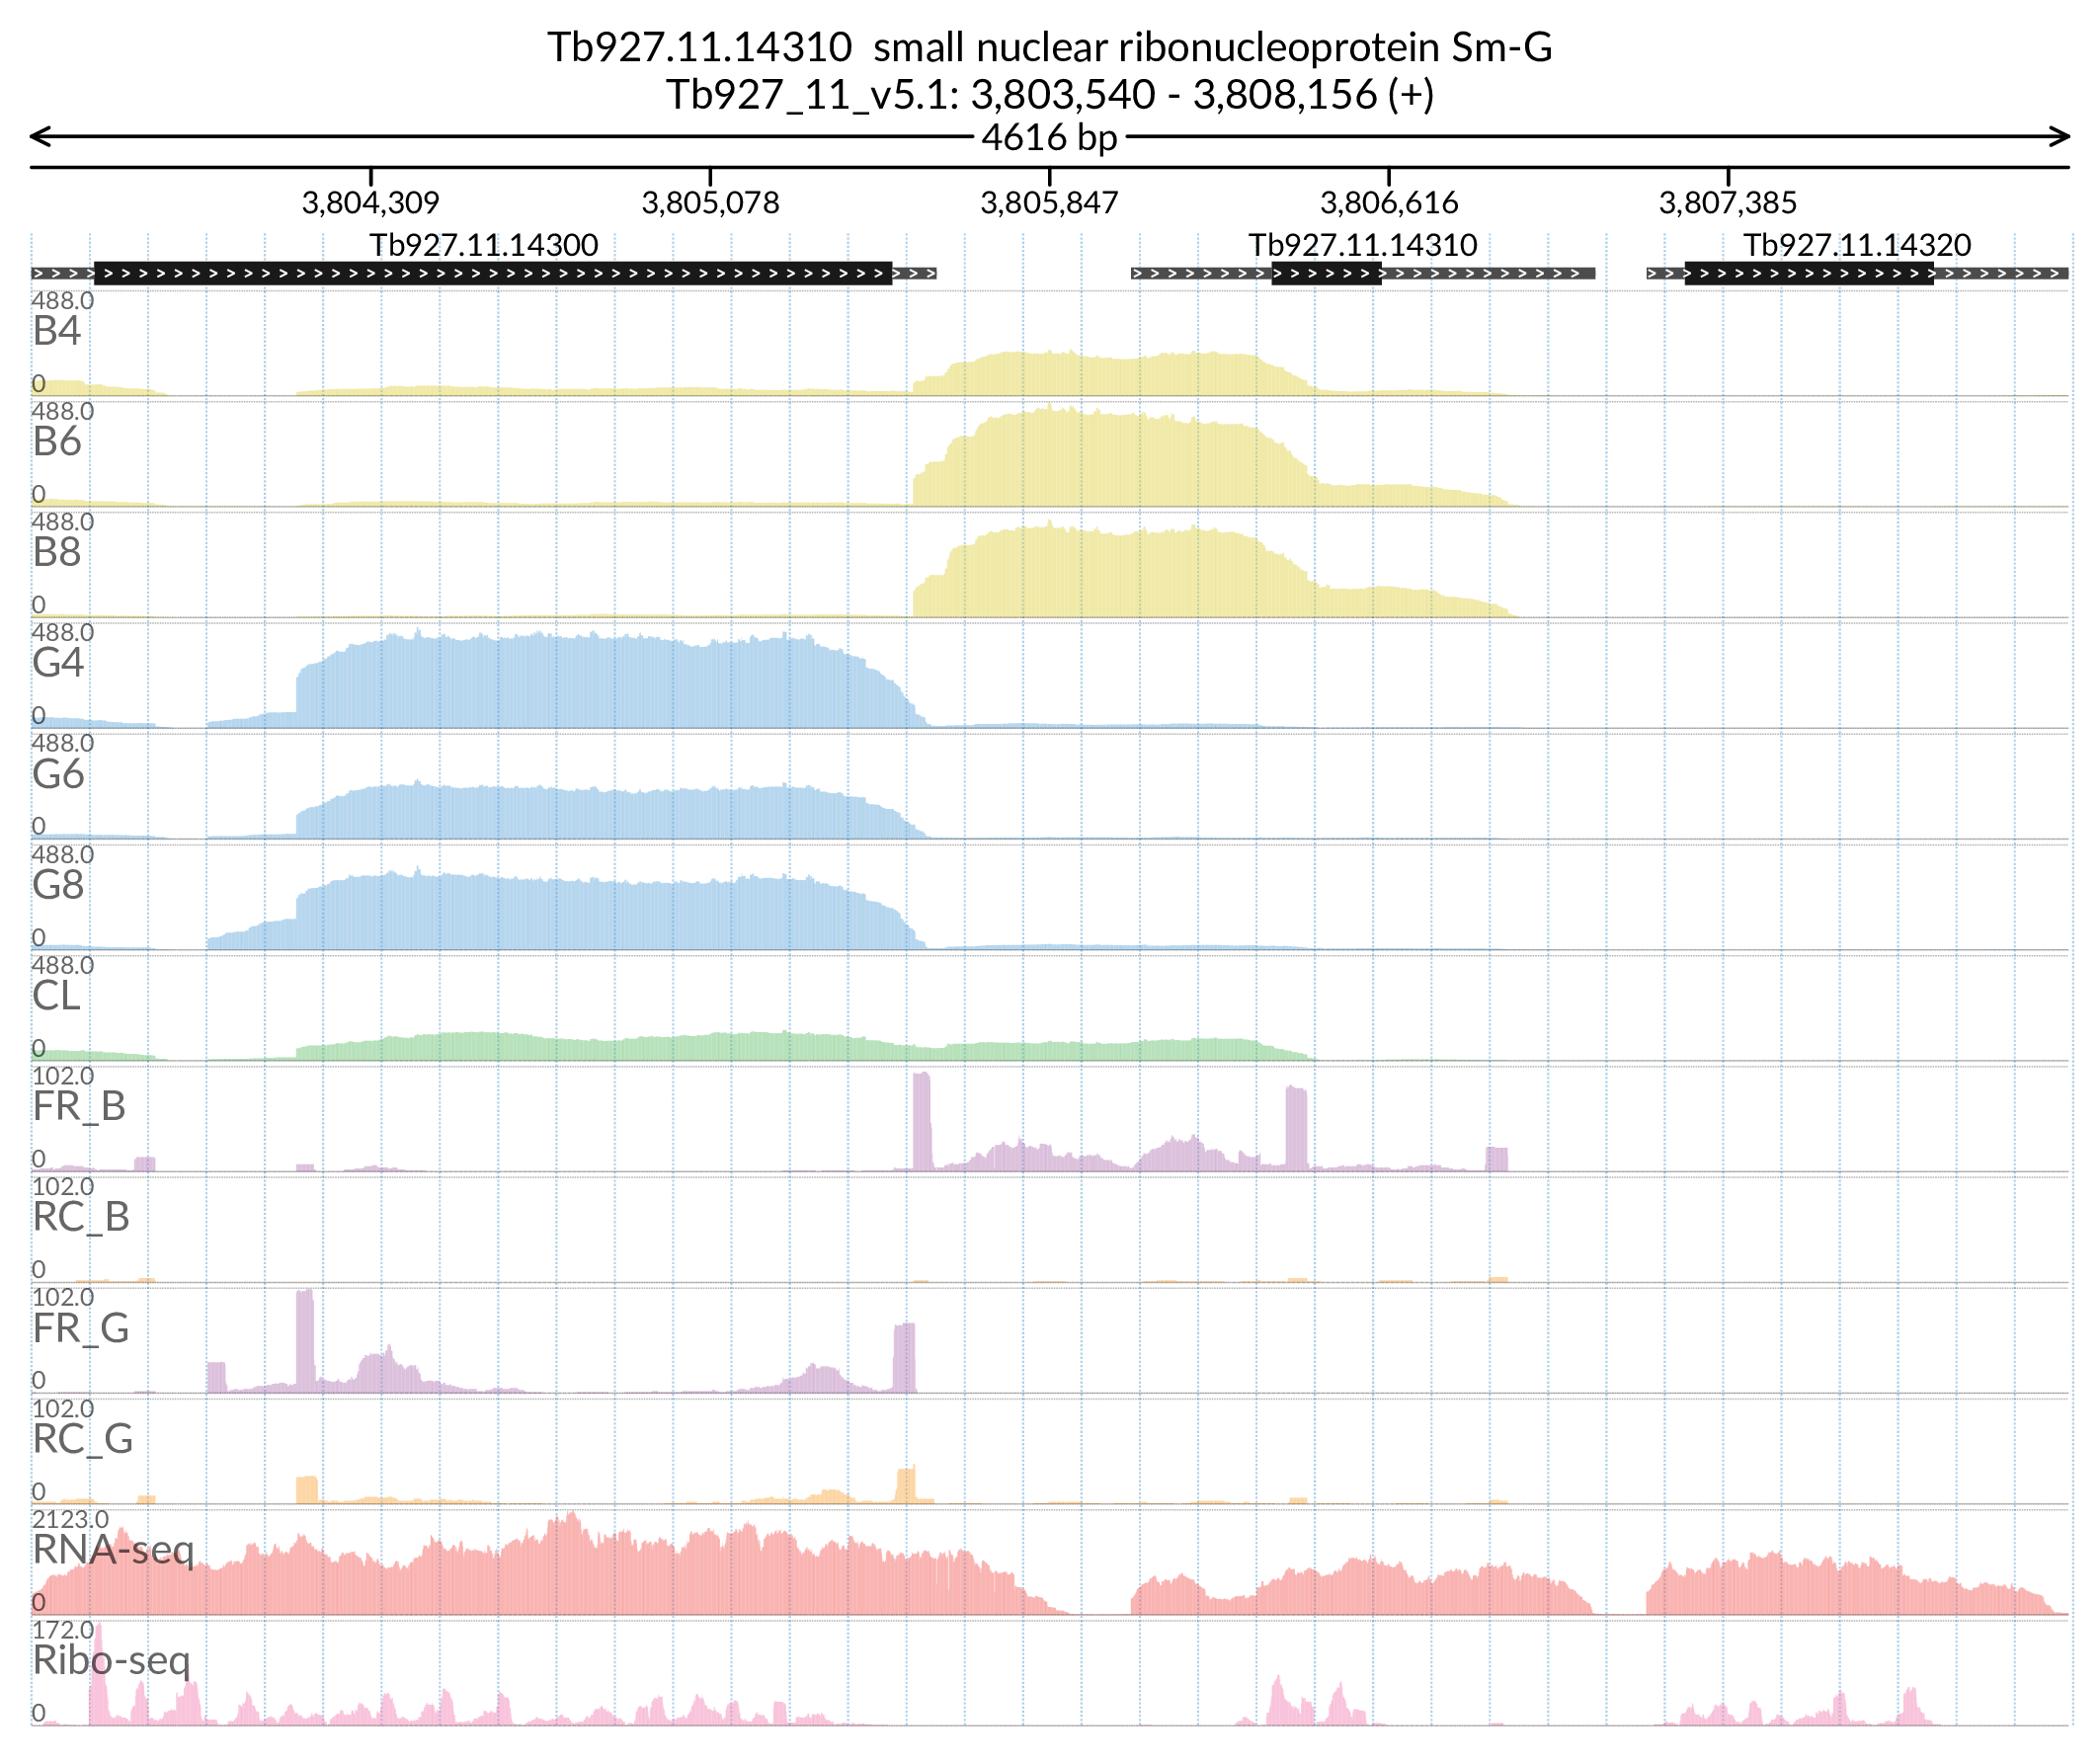 Tb927.11.14310  small nuclear ribonucleoprotein Sm-G
Tb927_11_v5.1: 3,803,540 - 3,808,156 (+)
4616 bp
3,804,309 3,805,078 3,805,847 3,806,616 3,807,385
Tb927.11.14300 Tb927.11.14310 Tb927.11.14320
488.0
B4
0
488.0
B6
0
488.0
B8
0
488.0
G4
0
488.0
G6
0
488.0
G8
0
488.0
CL
0
102.0
FR_B
0
102.0
RC_B
0
102.0
FR_G
0
102.0
RC_G
0
2123.0
RNA-seq
0
172.0
Ribo-seq
0